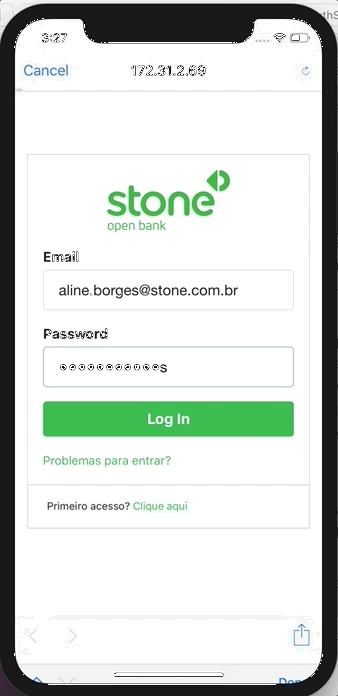 3:27
Cancel
172.31.2.69
stone
open bank
Email
aline.borges@stone.com.br
Password
●●●●●●●●●●●s
Log In
Problemas para entrar?
Primeiro acesso? Clique aqui